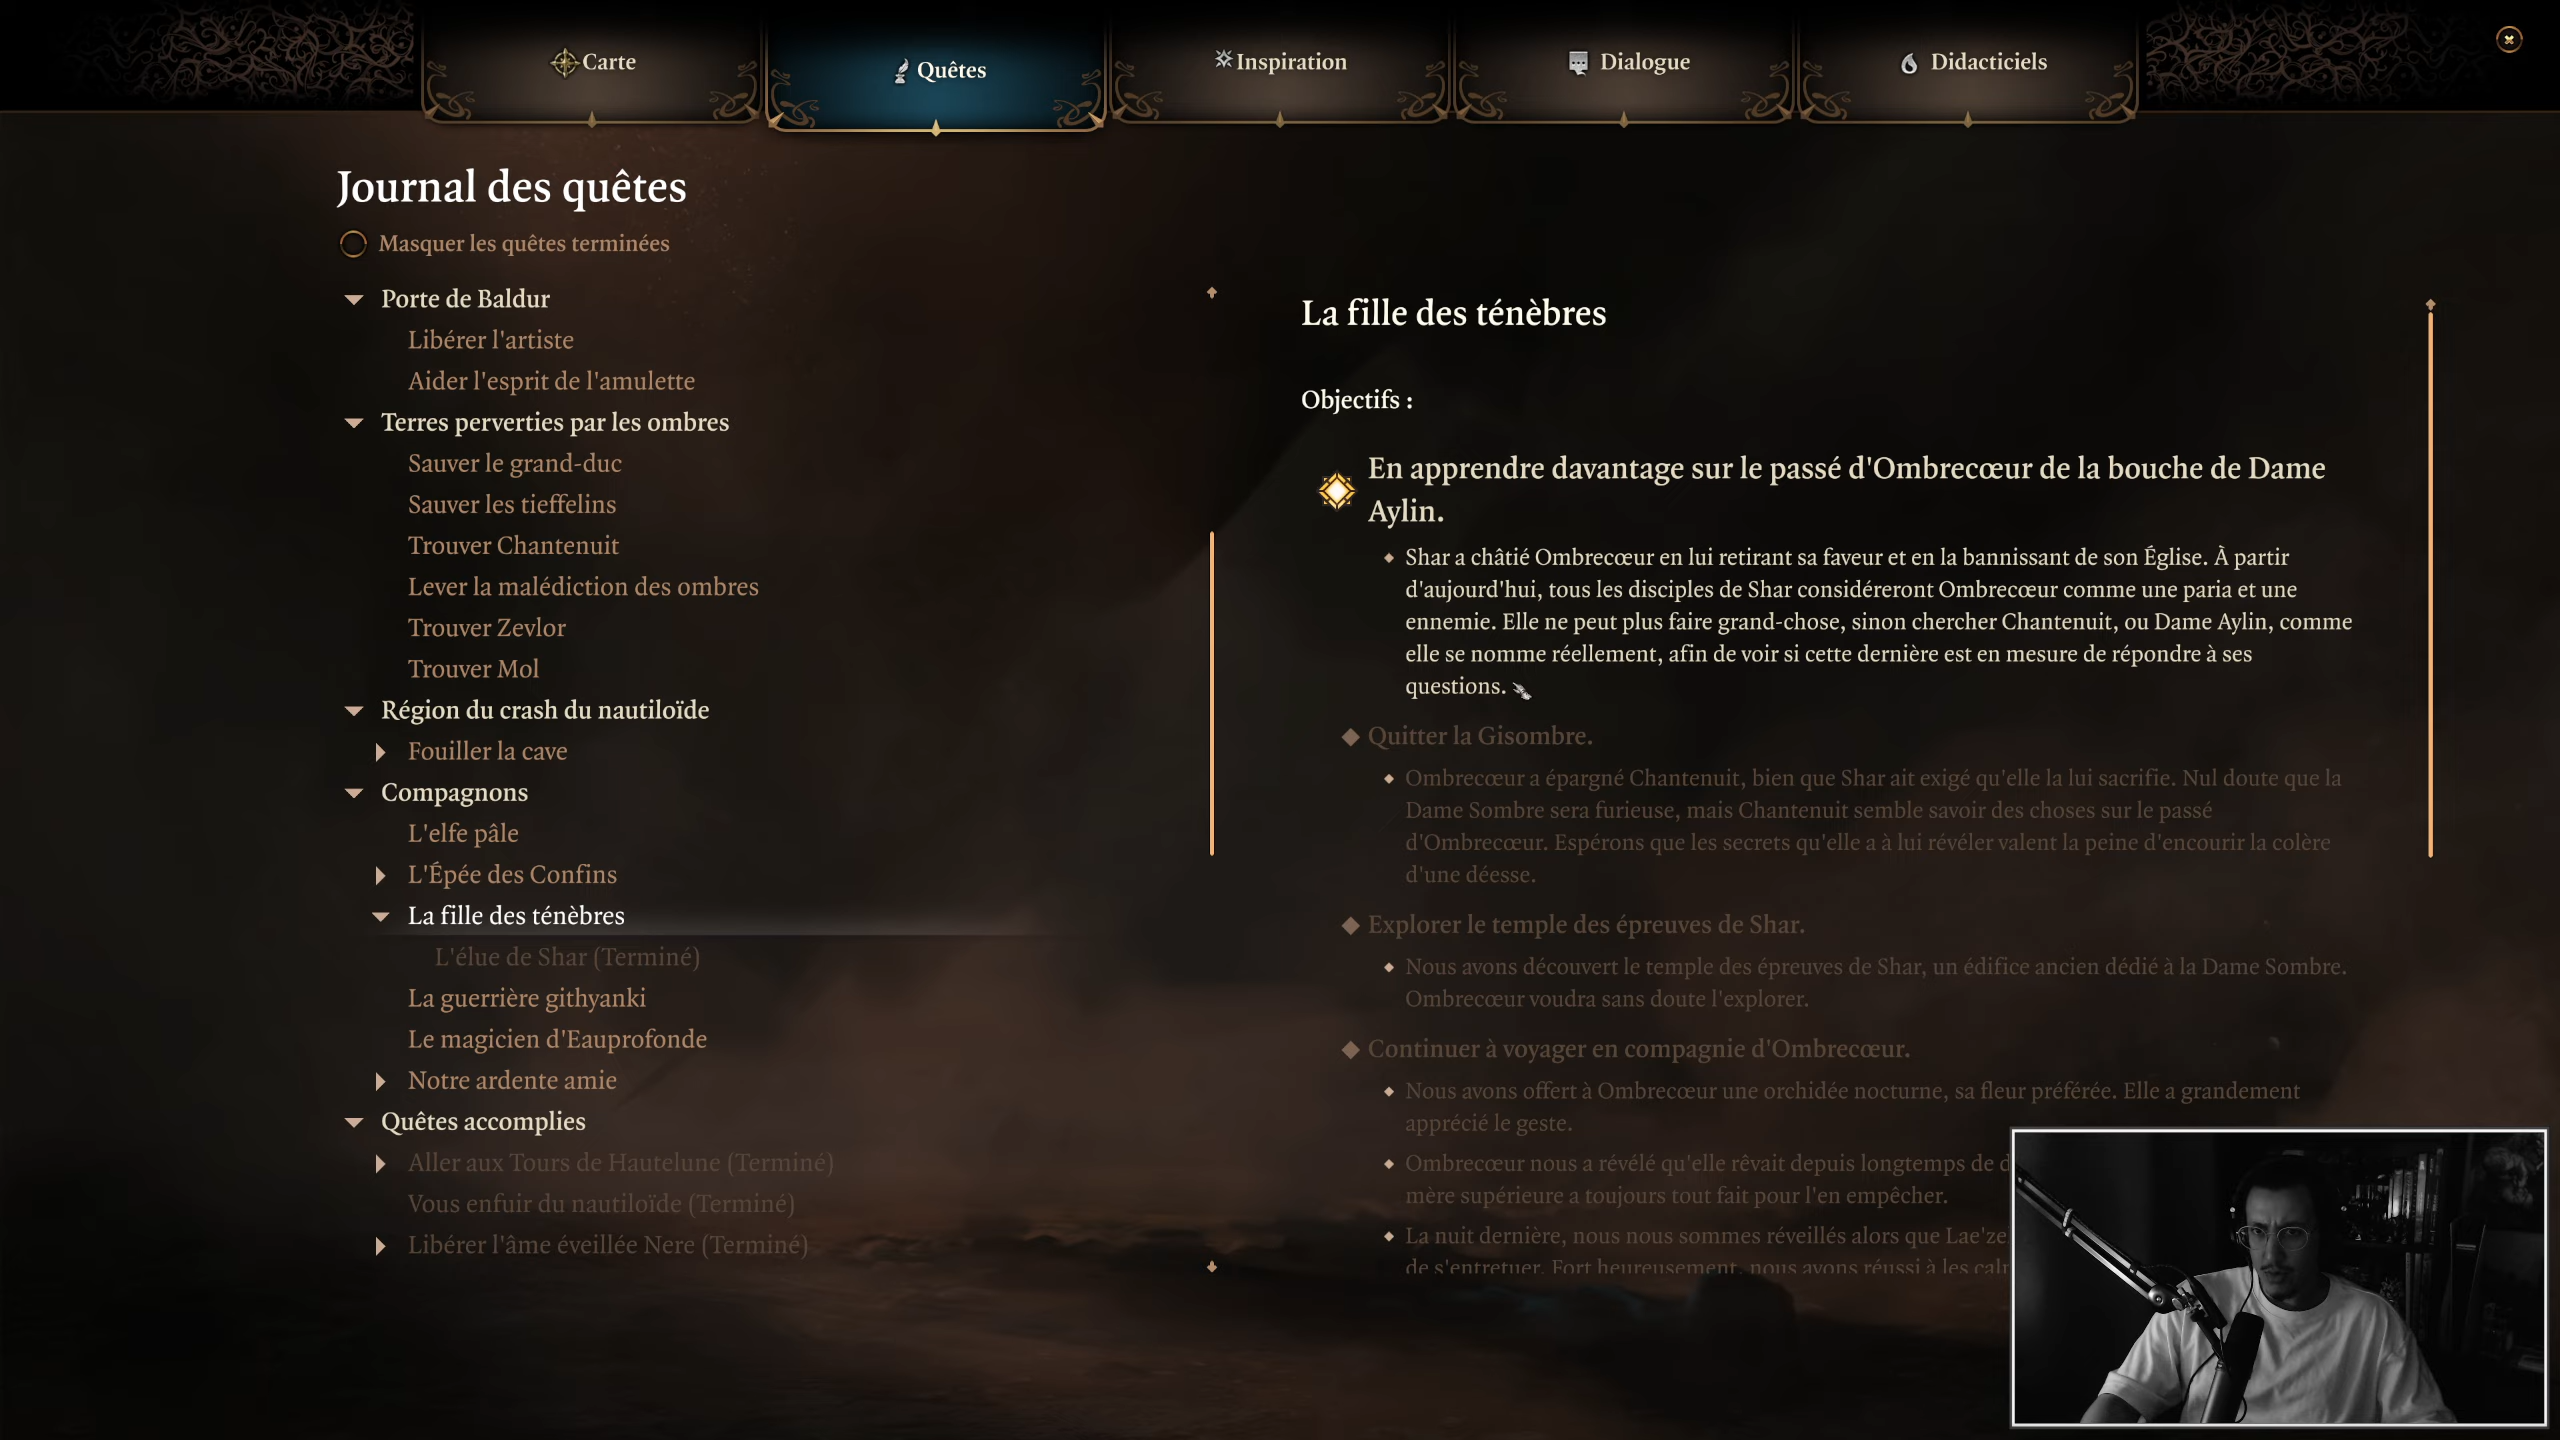 Carte
Quêtes
Inspiration
Dialogue
Didacticiels
Journal des quêtes
Masquer les quêtes terminées
Porte de Baldur
Libérer l'artiste
Aider l'esprit de l'amulette
Terres perverties par les ombres
Sauver le grand-duc
Sauver les tieffelins
Trouver Chantenuit
Lever la malédiction des ombres
Trouver Zevlor
Trouver Mol
Région du crash du nautiloïde
Fouiller la cave
Compagnons
L'elfe pâle
L'Épée des Confins
La fille des ténèbres
L'élue de Shar (Terminé)
La guerrière githyanki
Le magicien d'Eauprofonde
Notre ardente amie
Quêtes accomplies
Aller aux Tours de Hautelune (Terminé)
Vous enfuir du nautiloïde (Terminé)
Libérer l'âme éveillée Nere (Terminé)
La fille des ténèbres
Objectifs :
En apprendre davantage sur le passé d'Ombrecœur de la bouche de Dame
Aylin.
Shar a châtié Ombrecœur en lui retirant sa faveur et en la bannissant de son Église. À partir
d'aujourd'hui, tous les disciples de Shar considéreront Ombrecœur comme une paria et une
ennemie. Elle ne peut plus faire grand-chose, sinon chercher Chantenuit, ou Dame Aylin, comme
elle se nomme réellement, afin de voir si cette dernière est en mesure de répondre à ses
questions.
Quitter la Gisombre.
Ombrecœur a épargné Chantenuit, bien que Shar ait exigé qu'elle la lui sacrifie. Nul doute que la
Dame Sombre sera furieuse, mais Chantenuit semble savoir des choses sur le passé
d'Ombrecœur. Espérons que les secrets qu'elle a à lui révéler valent la peine d'encourir la colère
d'une déesse.
Explorer le temple des épreuves de Shar.
Nous avons découvert le temple des épreuves de Shar, un édifice ancien dédié à la Dame Sombre.
Ombrecœur voudra sans doute l'explorer.
Continuer à voyager en compagnie d'Ombrecœur.
Nous avons offert à Ombrecœur une orchidée nocturne, sa fleur préférée. Elle a grandement
apprécié le geste.
Ombrecœur nous a révélé qu'elle rêvait depuis longtemps de
mère supérieure a toujours tout fait pour l'en empêcher.
La nuit dernière, nous nous sommes réveillés alors que Lae'ze
de s'entretuer. Fort heureusement, nous avons réussi à les